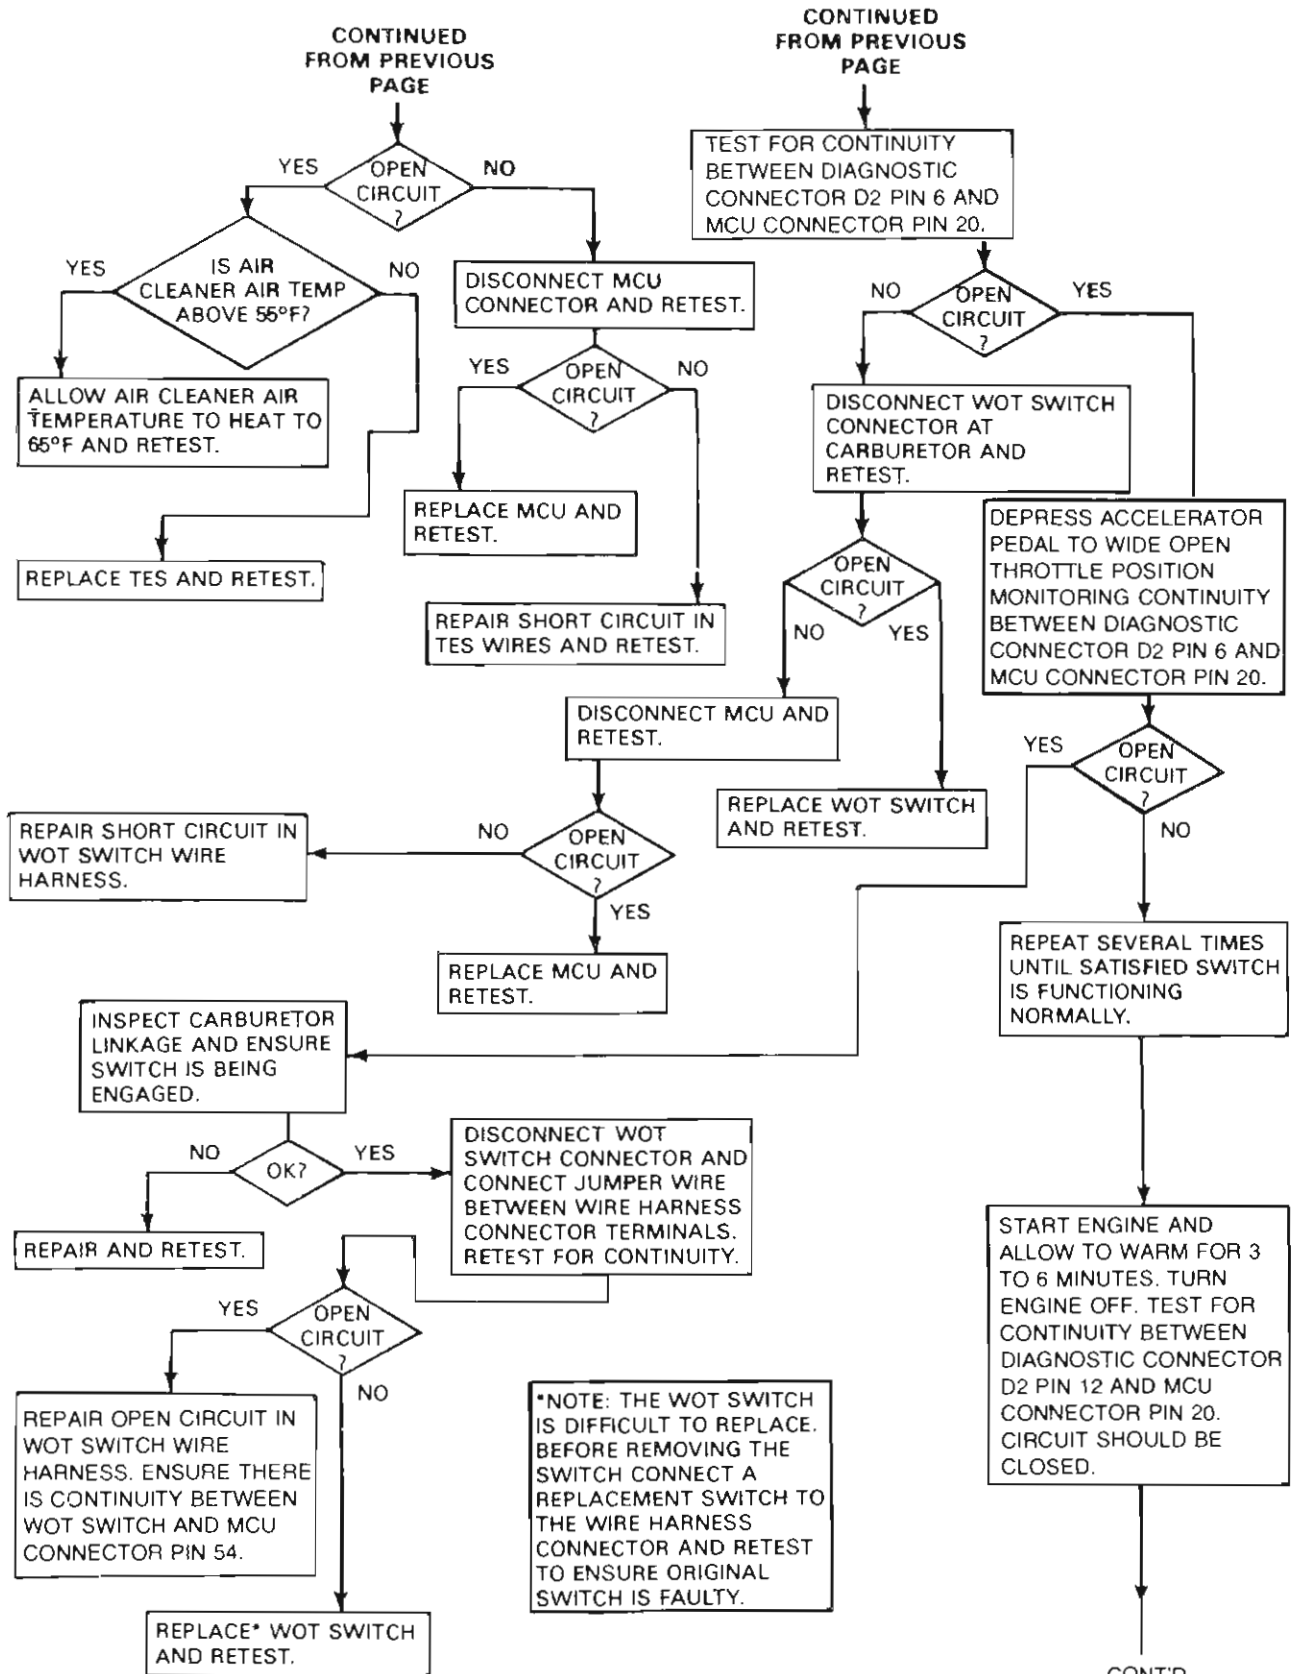 CONTINUED
FROM PREVIOUS
PAGE
OPEN
CIRCUIT
?
YES
NO
IS AIR
CLEANER AIR TEMP
ABOVE 55°F?
YES
NO
ALLOW AIR CLEANER AIR
TEMPERATURE TO HEAT TO
65°F AND RETEST.
REPLACE TES AND RETEST.
DISCONNECT MCU
CONNECTOR AND RETEST.
YES
OPEN
CIRCUIT
?
NO
REPLACE MCU AND
RETEST.
REPAIR SHORT CIRCUIT IN
TES WIRES AND RETEST.
CONTINUED
FROM PREVIOUS
PAGE
TEST FOR CONTINUITY
BETWEEN DIAGNOSTIC
CONNECTOR D2 PIN 6 AND
MCU CONNECTOR PIN 20.
NO
OPEN
CIRCUIT
?
YES
DISCONNECT WOT SWITCH
CONNECTOR AT
CARBURETOR AND
RETEST.
OPEN
CIRCUIT
?
NO
YES
DISCONNECT MCU AND
RETEST.
REPLACE WOT SWITCH
AND RETEST.
NO
OPEN
CIRCUIT
?
YES
REPAIR SHORT CIRCUIT IN
WOT SWITCH WIRE
HARNESS.
REPLACE MCU AND
RETEST.
DEPRESS ACCELERATOR
PEDAL TO WIDE OPEN
THROTTLE POSITION
MONITORING CONTINUITY
BETWEEN DIAGNOSTIC
CONNECTOR D2 PIN 6 AND
MCU CONNECTOR PIN 20.
YES
OPEN
CIRCUIT
?
NO
REPEAT SEVERAL TIMES
UNTIL SATISFIED SWITCH
IS FUNCTIONING
NORMALLY.
INSPECT CARBURETOR
LINKAGE AND ENSURE
SWITCH IS BEING
ENGAGED.
NO
OK?
YES
REPAIR AND RETEST.
DISCONNECT WOT
SWITCH CONNECTOR AND
CONNECT JUMPER WIRE
BETWEEN WIRE HARNESS
CONNECTOR TERMINALS.
RETEST FOR CONTINUITY.
YES
OPEN
CIRCUIT
?
NO
REPAIR OPEN CIRCUIT IN
WOT SWITCH WIRE
HARNESS. ENSURE THERE
IS CONTINUITY BETWEEN
WOT SWITCH AND MCU
CONNECTOR PIN 54.
REPLACE* WOT SWITCH
AND RETEST.
*NOTE: THE WOT SWITCH
IS DIFFICULT TO REPLACE.
BEFORE REMOVING THE
SWITCH CONNECT A
REPLACEMENT SWITCH TO
THE WIRE HARNESS
CONNECTOR AND RETEST
TO ENSURE ORIGINAL
SWITCH IS FAULTY.
START ENGINE AND
ALLOW TO WARM FOR 3
TO 6 MINUTES. TURN
ENGINE OFF. TEST FOR
CONTINUITY BETWEEN
DIAGNOSTIC CONNECTOR
D2 PIN 12 AND MCU
CONNECTOR PIN 20.
CIRCUIT SHOULD BE
CLOSED.
CONT'D